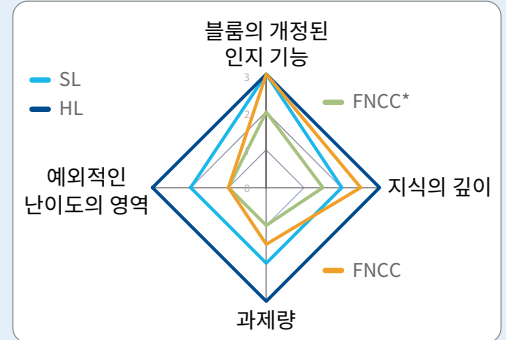 블룸의 개정된
인지 기능
SL
HL
3
2
FNCC*
예외적인
난이도의 영역
0
지식의 깊이
FNCC
과제량